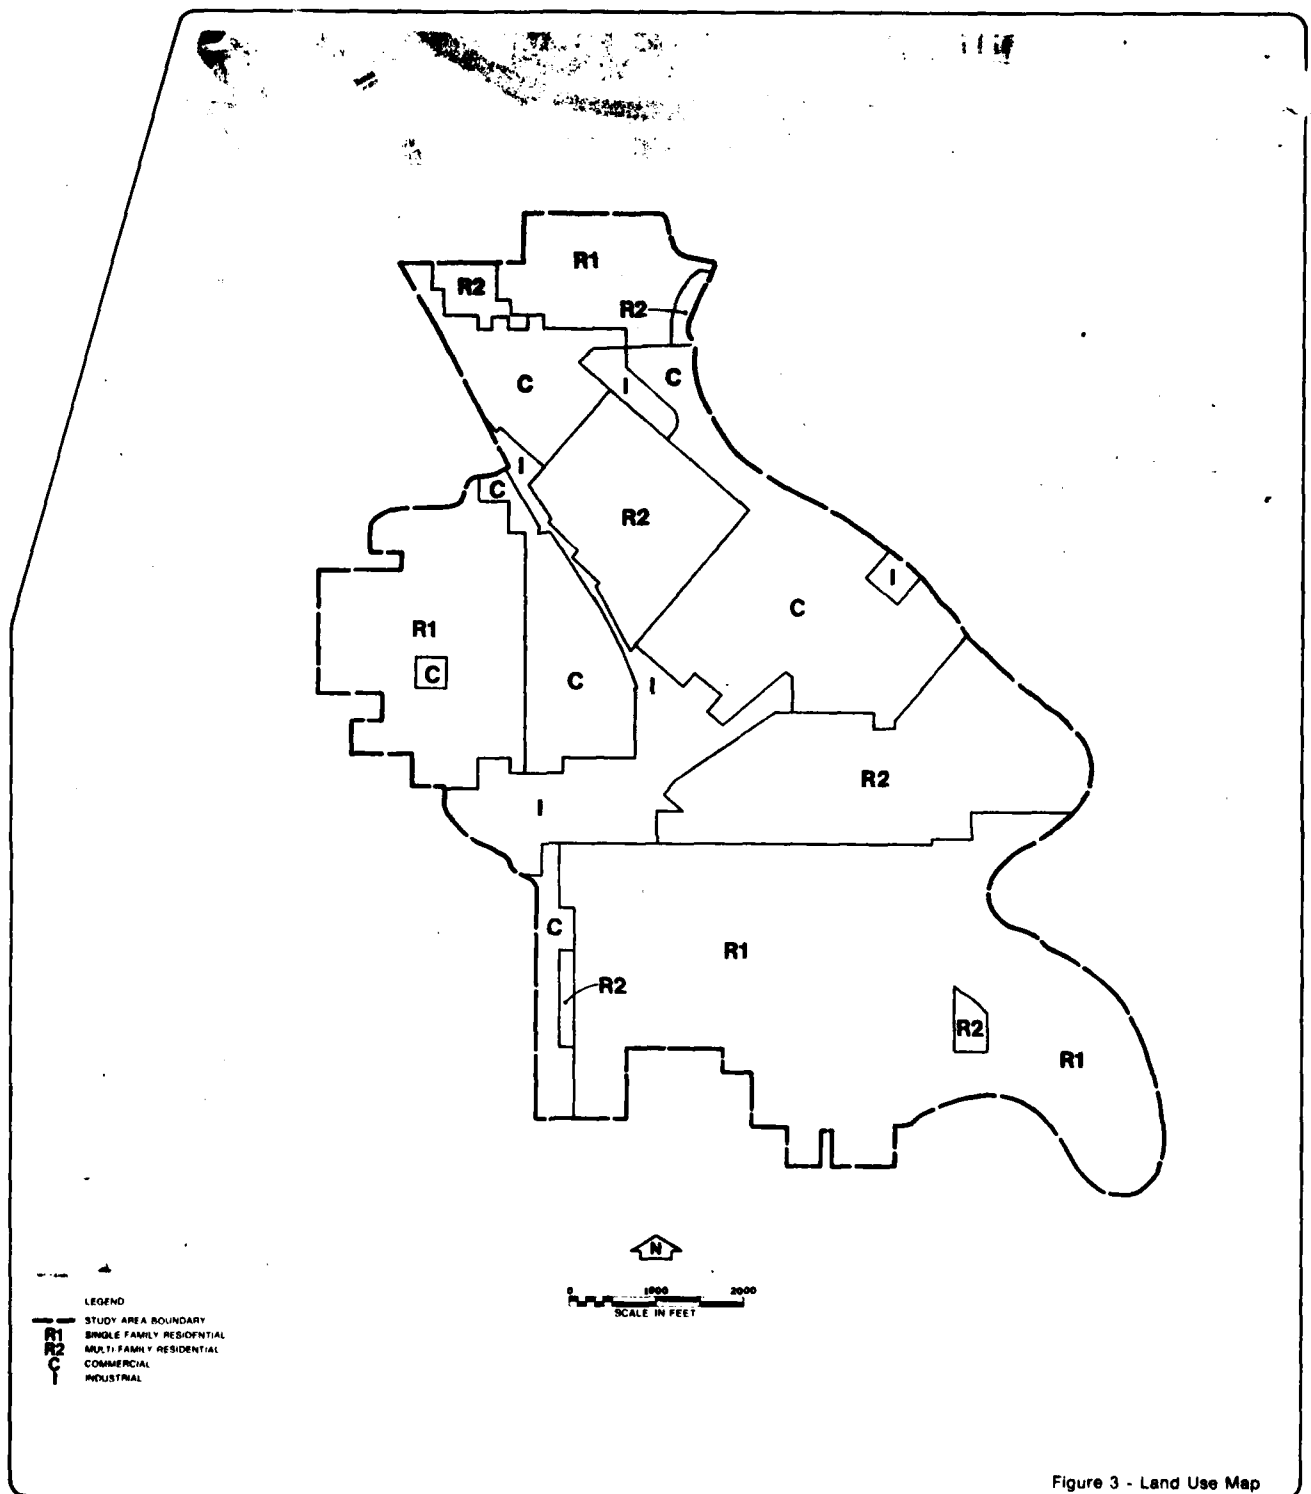 R1
R2
R2
C
I
C
I
C
R2
I
C
R1
C
C
I
R2
I
C
R1
R2
R2
R1
N
0 1000 2000
SCALE IN FEET
LEGEND
STUDY AREA BOUNDARY
R1 SINGLE FAMILY RESIDENTIAL
R2 MULTI-FAMILY RESIDENTIAL
C COMMERCIAL
I INDUSTRIAL
Figure 3 - Land Use Map